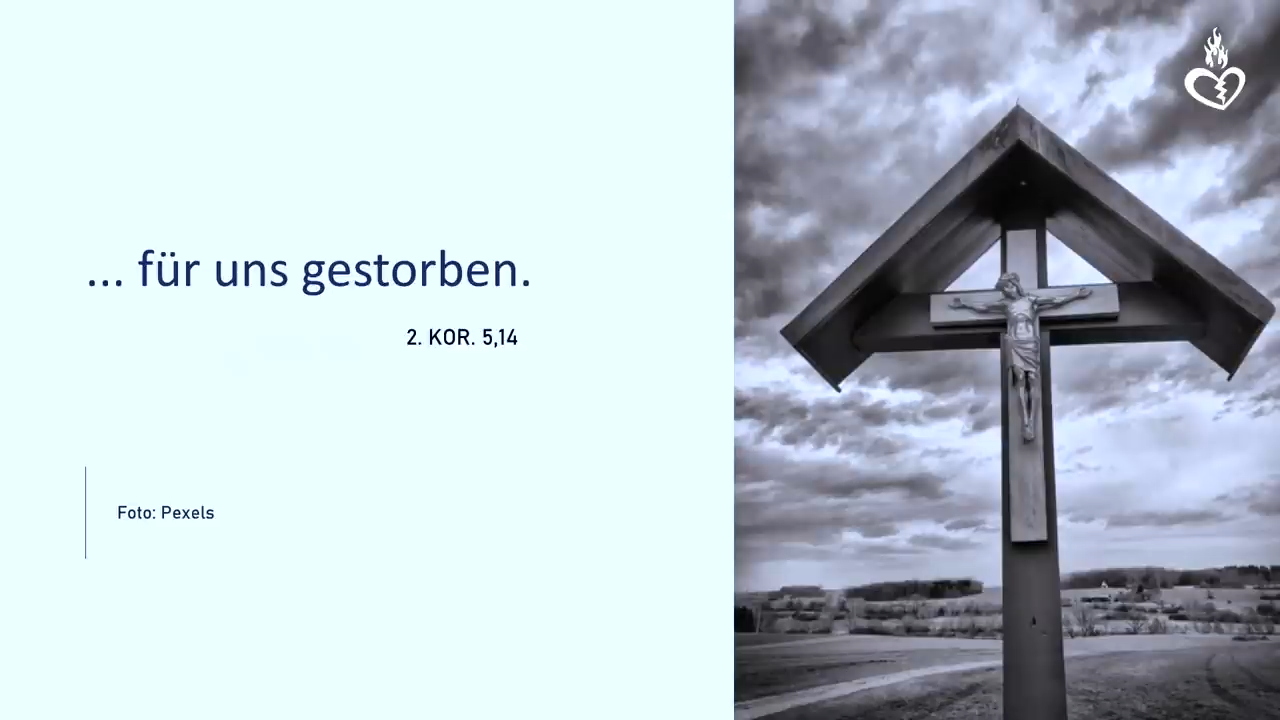 ... für uns gestorben.
2. KOR. 5,14
Foto: Pexels